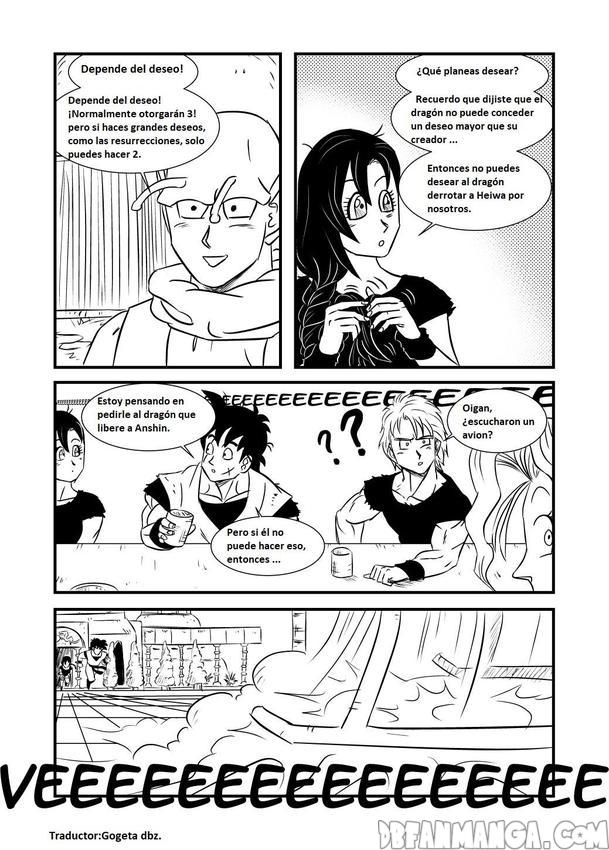 Depende del deseo!
Depende del deseo!
¡Normalmente otorgarán 3!
pero si haces grandes deseos,
como las resurrecciones, solo
puedes hacer 2.
¿Qué planeas desear?
Recuerdo que dijiste que el
dragón no puede conceder
un deseo mayor que su
creador ...
Entonces no puedes
desear al dragón
derrotar a Heiwa por
nosotros.
EEEEEEEEEEEEEEEEEEE
Estoy pensando en
pedirle al dragón que
libere a Anshin.
??
Oigan,
¿escucharon un
avion?
Pero si él no
puede hacer eso,
entonces ...
VEEEEEEEEEEEEEEEEEE
Traductor:Gogeta dbz.
DBFANMANGA.COM